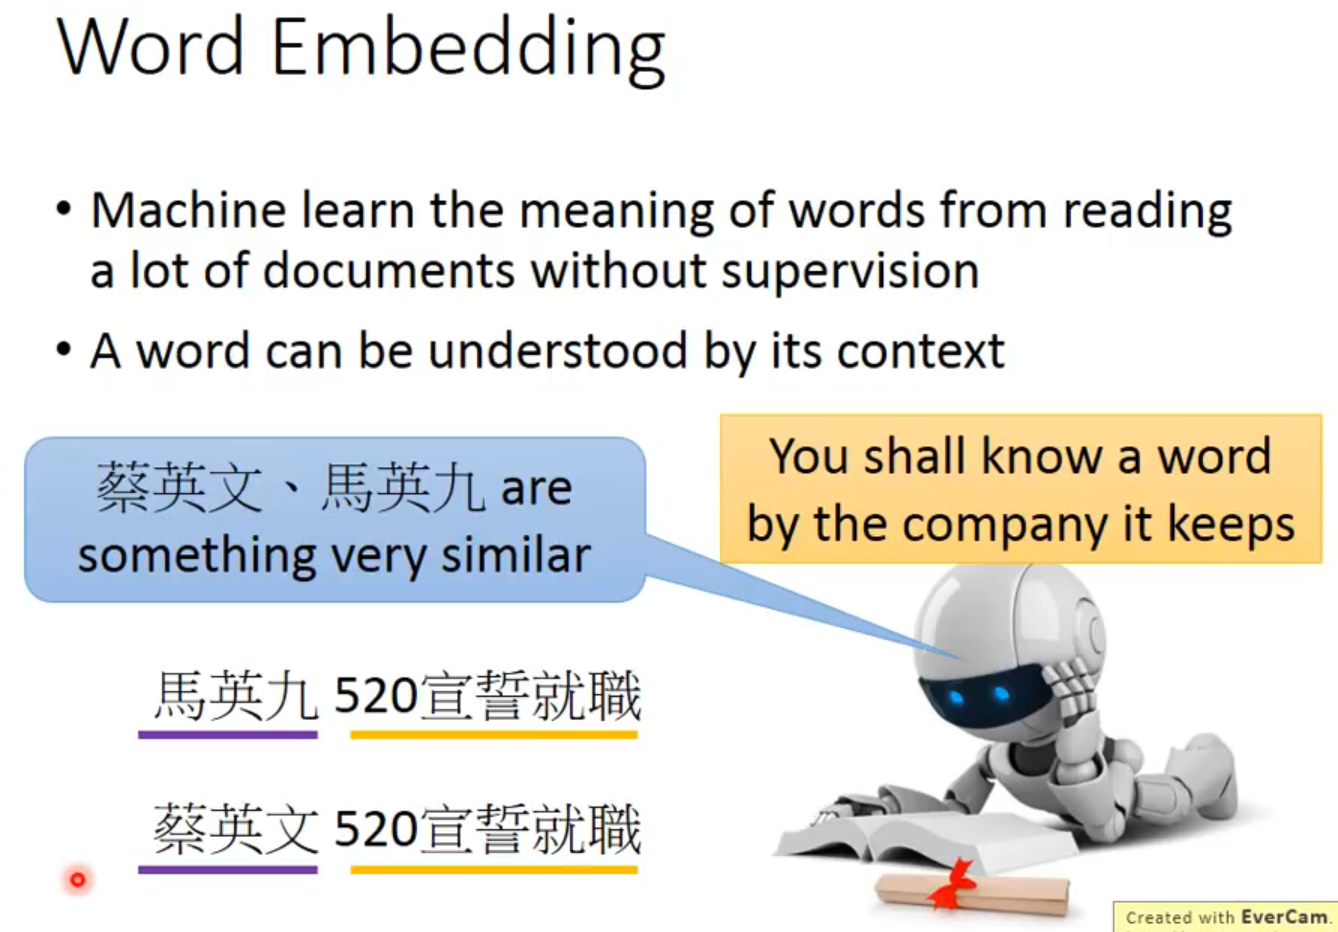 Word Embedding
• Machine learn the meaning of words from reading
a lot of documents without supervision
• A word can be understood by its context
蔡英文、馬英九 are
something very similar
You shall know a word
by the company it keeps
馬英九 520宣誓就職
蔡英文 520宣誓就職
Created with EverCam.